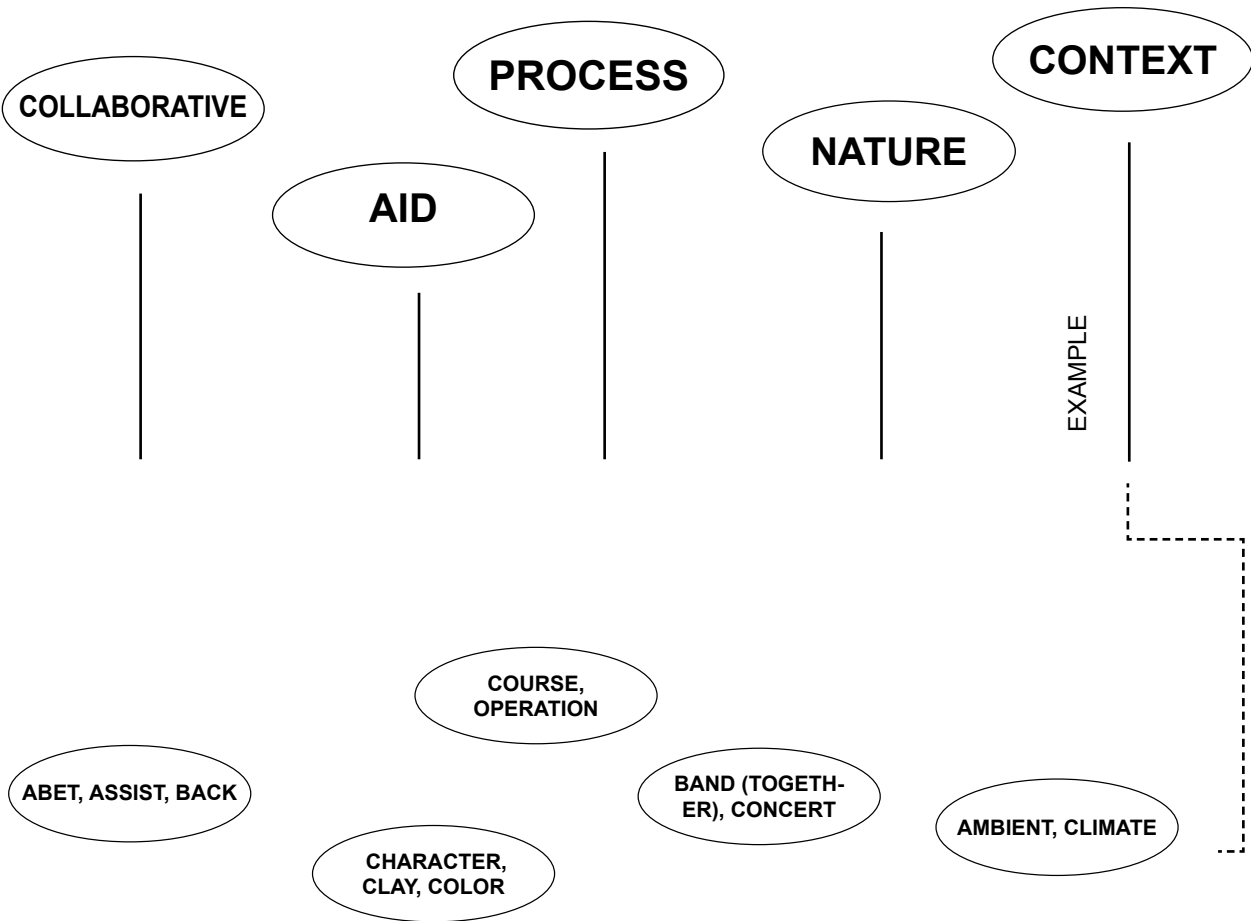 COLLABORATIVE
AID
PROCESS
NATURE
CONTEXT
EXAMPLE
ABET, ASSIST, BACK
CHARACTER,
CLAY, COLOR
COURSE,
OPERATION
BAND (TOGETH-
ER), CONCERT
AMBIENT, CLIMATE